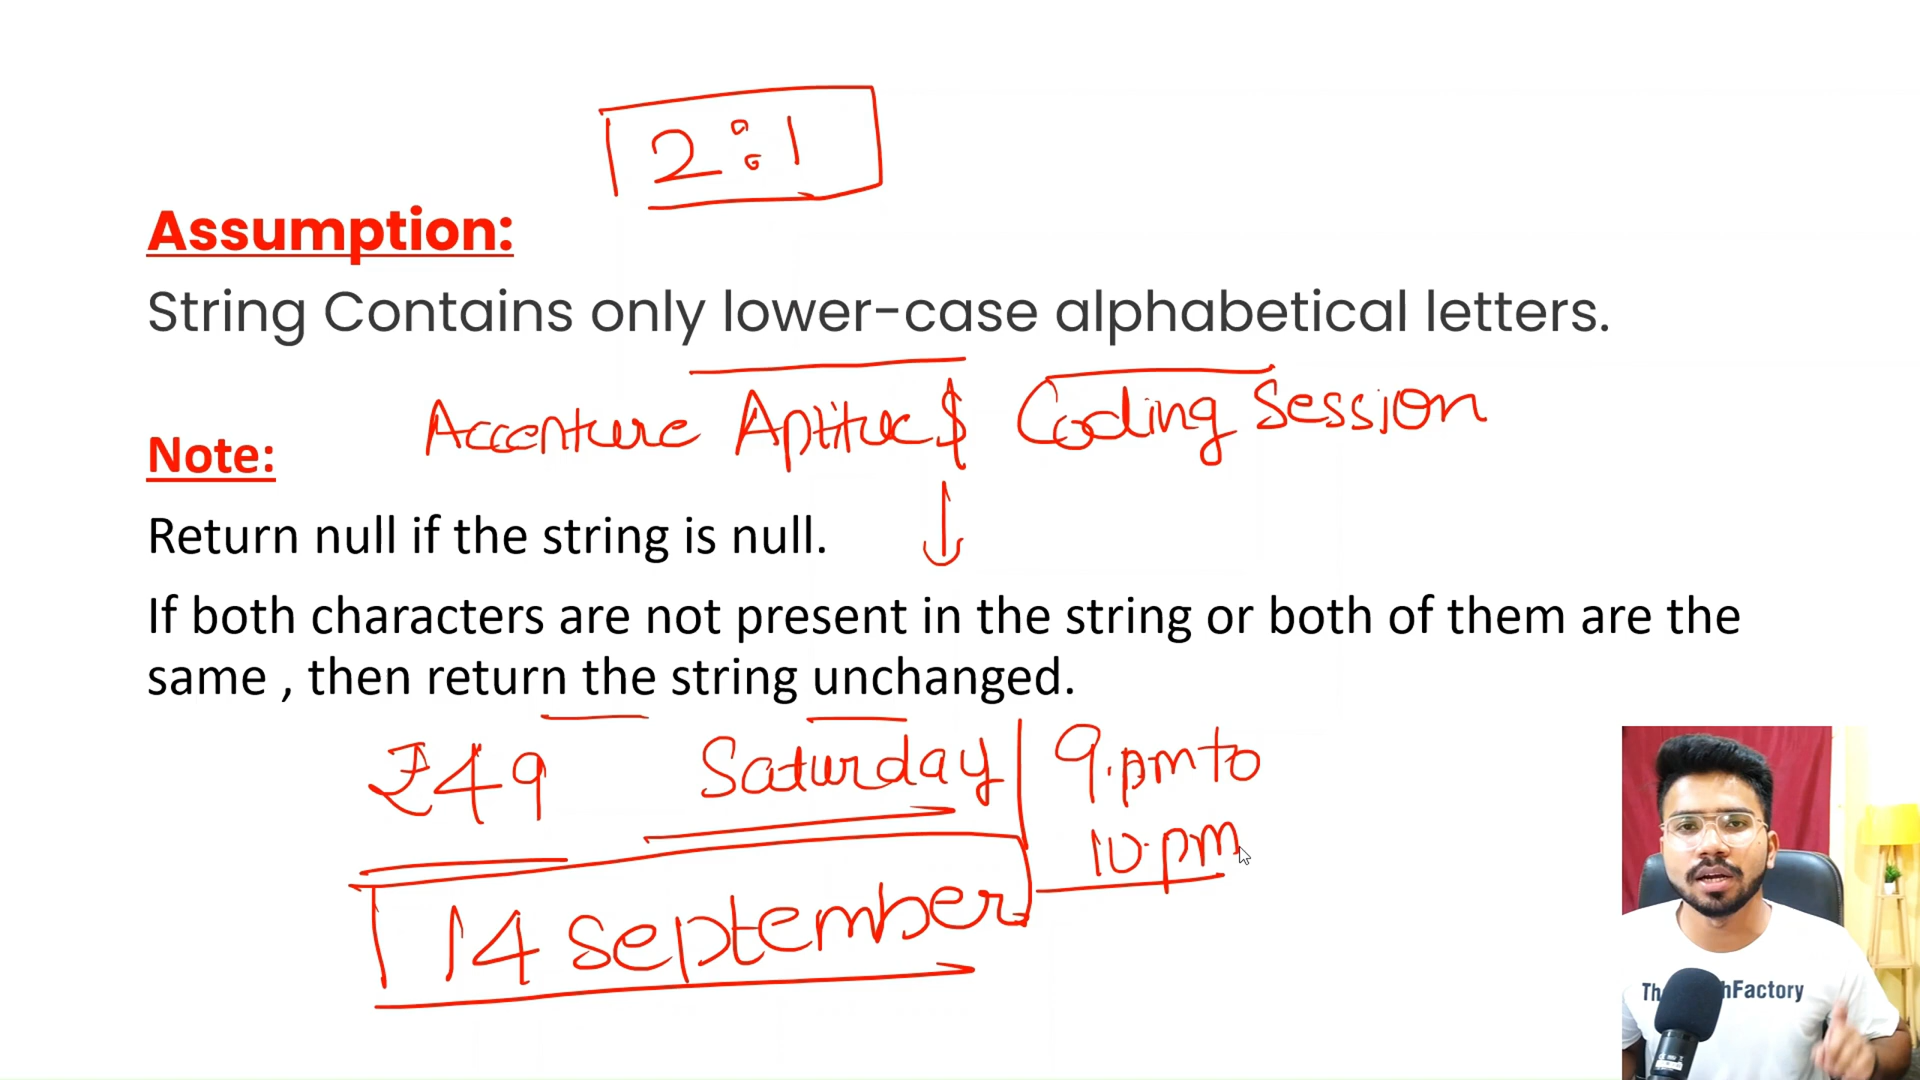 2:1
Assumption:
String Contains only lower-case alphabetical letters.
Accenture Aptitue & Coding Session
Note:
Return null if the string is null.
If both characters are not present in the string or both of them are the
same , then return the string unchanged.
₹49 Saturday 9.pm to
10.pm
14 September
hFactory